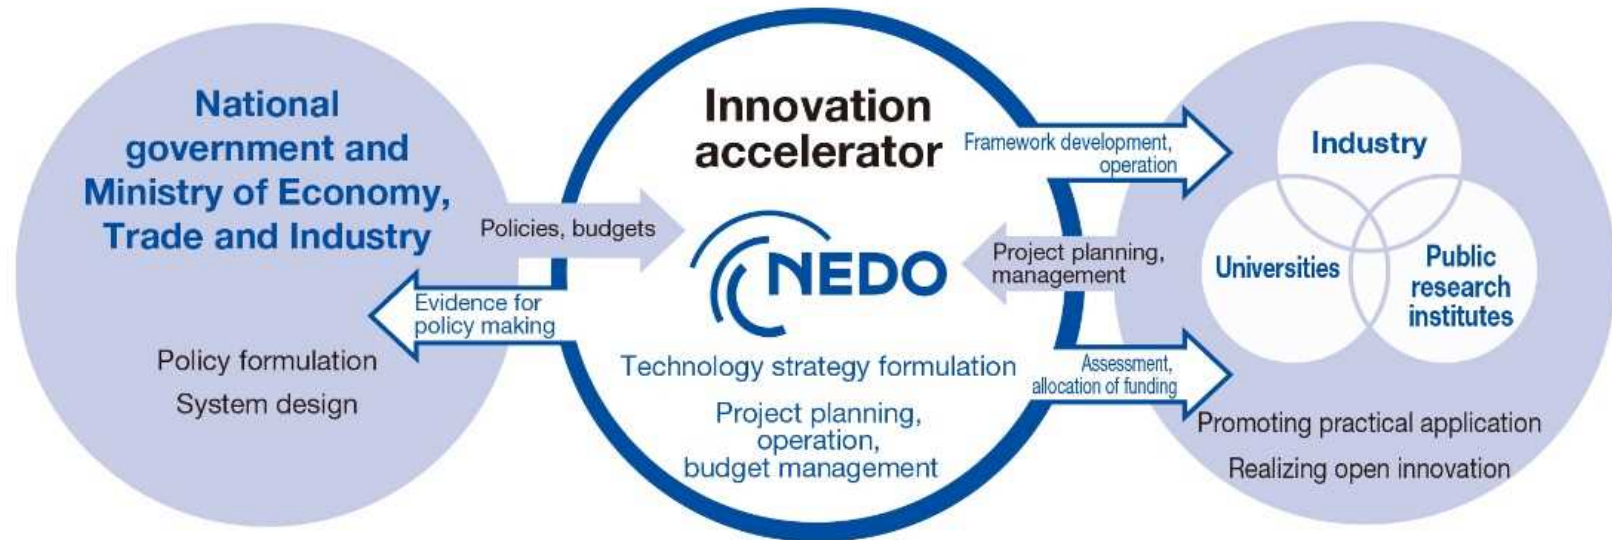 National
government and
Ministry of Economy,
Trade and Industry
Policies, budgets
Evidence for
policy making
Policy formulation
System design
Innovation
accelerator
NEDO
Technology strategy formulation
Project planning,
operation,
budget management
Framework development,
operation
Project planning,
management
Assessment,
allocation of funding
Industry
Universities
Public
research
institutes
Promoting practical application
Realizing open innovation